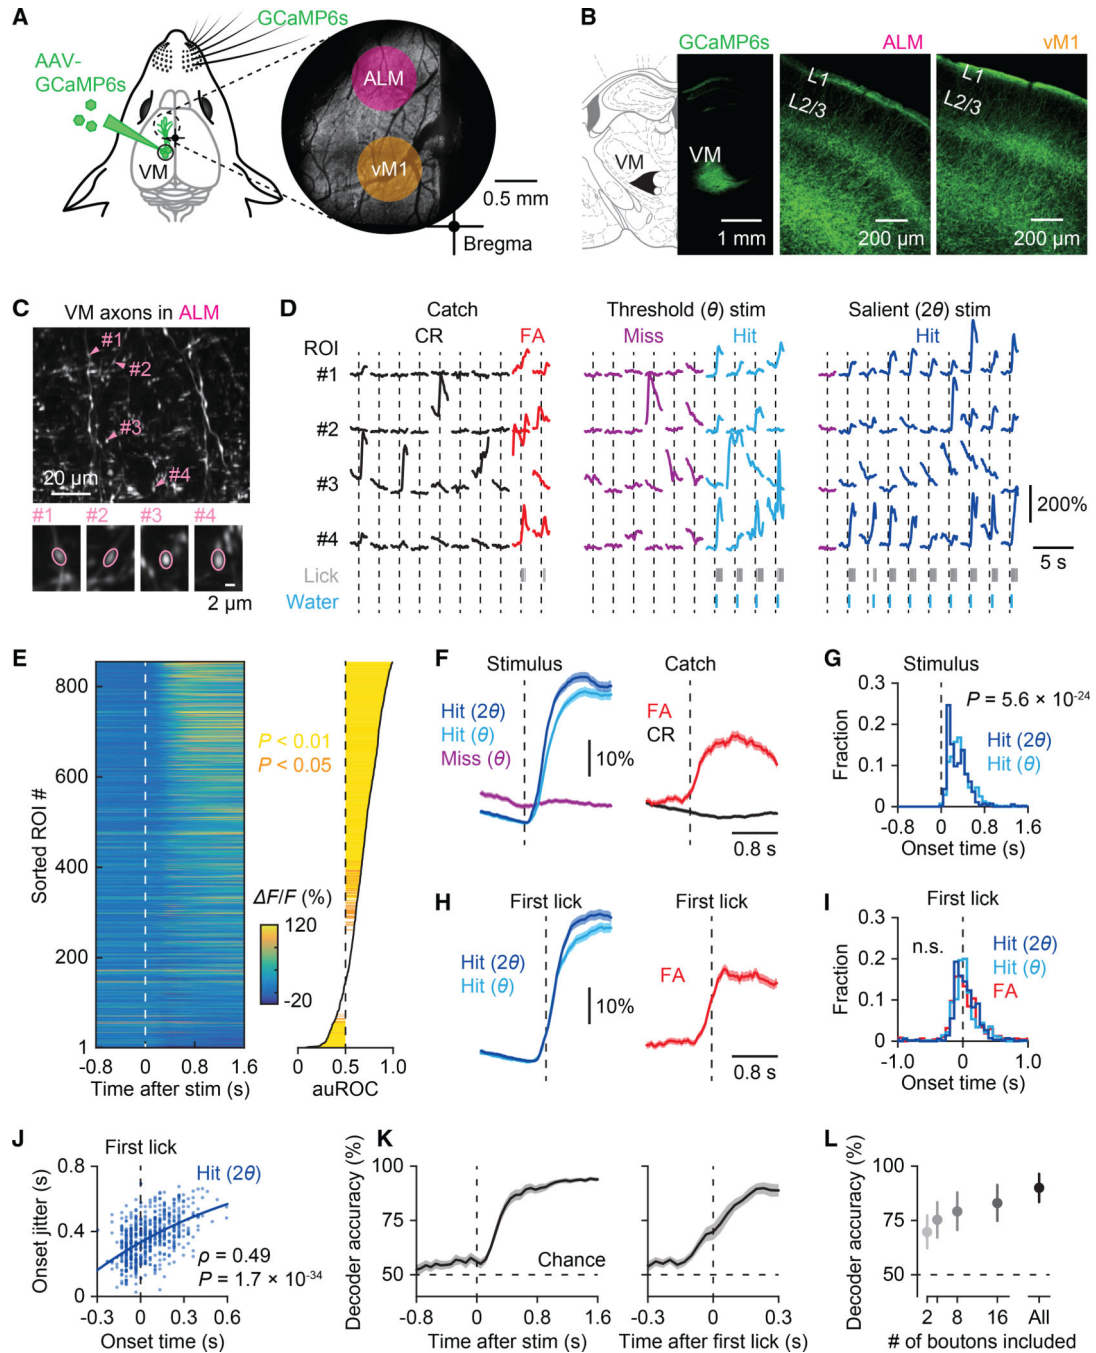 A
GCaMP6s
AAV-
GCaMP6s
VM
ALM
vM1
0.5 mm
Bregma
B
GCaMP6s
ALM
vM1
VM
VM
L1
L2/3
L1
L2/3
1 mm
200 µm
200 µm
C
VM axons in ALM
#1
#2
#3
#4
20 µm
#1 #2 #3 #4
2 µm
D
Catch
Threshold (θ) stim
Salient (2θ) stim
CR
FA
Miss
Hit
Hit
ROI
#1
#2
#3
#4
Lick
Water
200%
5 s
E
Sorted ROI #
800
600
400
200
1
-0.8 0 0.8 1.6
Time after stim (s)
P < 0.01
P < 0.05
ΔF/F (%)
120
-20
0 0.5 1.0
auROC
F
Stimulus
Catch
Hit (2θ)
Hit (θ)
Miss (θ)
10%
FA
CR
0.8 s
G
Stimulus
Fraction
0.3
0.2
0.1
0
P = 5.6 × 10-24
Hit (2θ)
Hit (θ)
-0.8 0 0.8 1.6
Onset time (s)
H
First lick
First lick
Hit (2θ)
Hit (θ)
10%
FA
0.8 s
I
First lick
Fraction
0.3
0.2
0.1
0
n.s.
Hit (2θ)
Hit (θ)
FA
-1.0 0 1.0
Onset time (s)
J
First lick
Onset jitter (s)
0.8
0.4
0
Hit (2θ)
ρ = 0.49
P = 1.7 × 10-34
-0.3 0 0.3 0.6
Onset time (s)
K
Decoder accuracy (%)
100
75
50
Chance
-0.8 0 0.8 1.6
Time after stim (s)
-0.3 0 0.3
Time after first lick (s)
L
Decoder accuracy (%)
100
75
50
2 8 16 All
# of boutons included